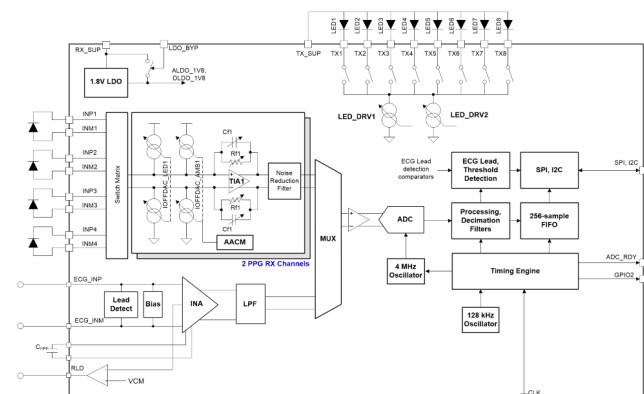 LED1 LED2 LED3 LED4 LED5 LED6 LED7 LED8
RX_SUP LDO_BYP TX_SUP TX1 TX2 TX3 TX4 TX5 TX6 TX7 TX8
1.8V LDO
ALDO_1V8,
DLDO_1V8
LED_DRV1 LED_DRV2
INP1
INM1
INP2
INM2
INP3
INM3
INP4
INM4
Switch Matrix
IOFFDAC_LED1
IOFFDAC_AMB1
Cf1
Rf1
TIA1
Rf1
Cf1
AACM
Noise
Reduction
Filter
2 PPG RX Channels
MUX
ADC
ECG Lead
detection
comparators
ECG Lead,
Threshold
Detection
SPI, I2C
SPI, I2C
Processing,
Decimation
Filters
256-sample
FIFO
4 MHz
Oscillator
Timing Engine
ADC_RDY
GPIO2
128 kHz
Oscillator
CLK
ECG_INP
Lead
Detect
Bias
INA
LPF
ECG_INM
CHPF
RLD
VCM